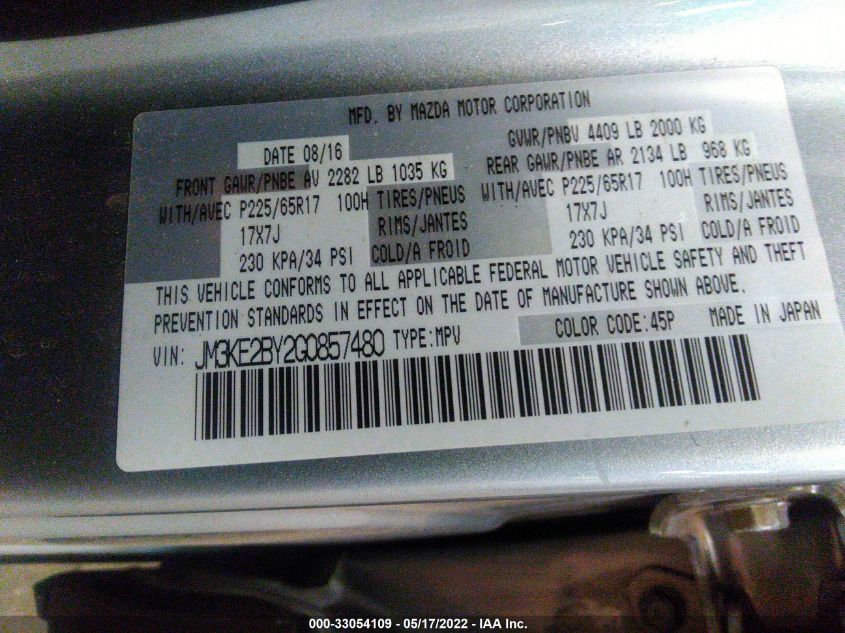 MFD. BY MAZDA MOTOR CORPORATION
DATE 08/16 GVWR/PNBV 4409 LB 2000 KG
FRONT GAWR/PNBE AV 2282 LB 1035 KG REAR GAWR/PNBE AR 2134 LB 968 KG
WITH/AVEC P225/65R17 100H TIRES/PNEUS WITH/AVEC P225/65R17 100H TIRES/PNEUS
17X7J RIMS/JANTES 17X7J RIMS/JANTES
230 KPA/34 PSI COLD/A FROID 230 KPA/34 PSI COLD/A FROID
THIS VEHICLE CONFORMS TO ALL APPLICABLE FEDERAL MOTOR VEHICLE SAFETY AND THEFT
PREVENTION STANDARDS IN EFFECT ON THE DATE OF MANUFACTURE SHOWN ABOVE.
VIN: JM3KE2BY2G0857480 TYPE:MPV COLOR CODE:45P MADE IN JAPAN
000-33054109 - 05/17/2022 - IAA Inc.